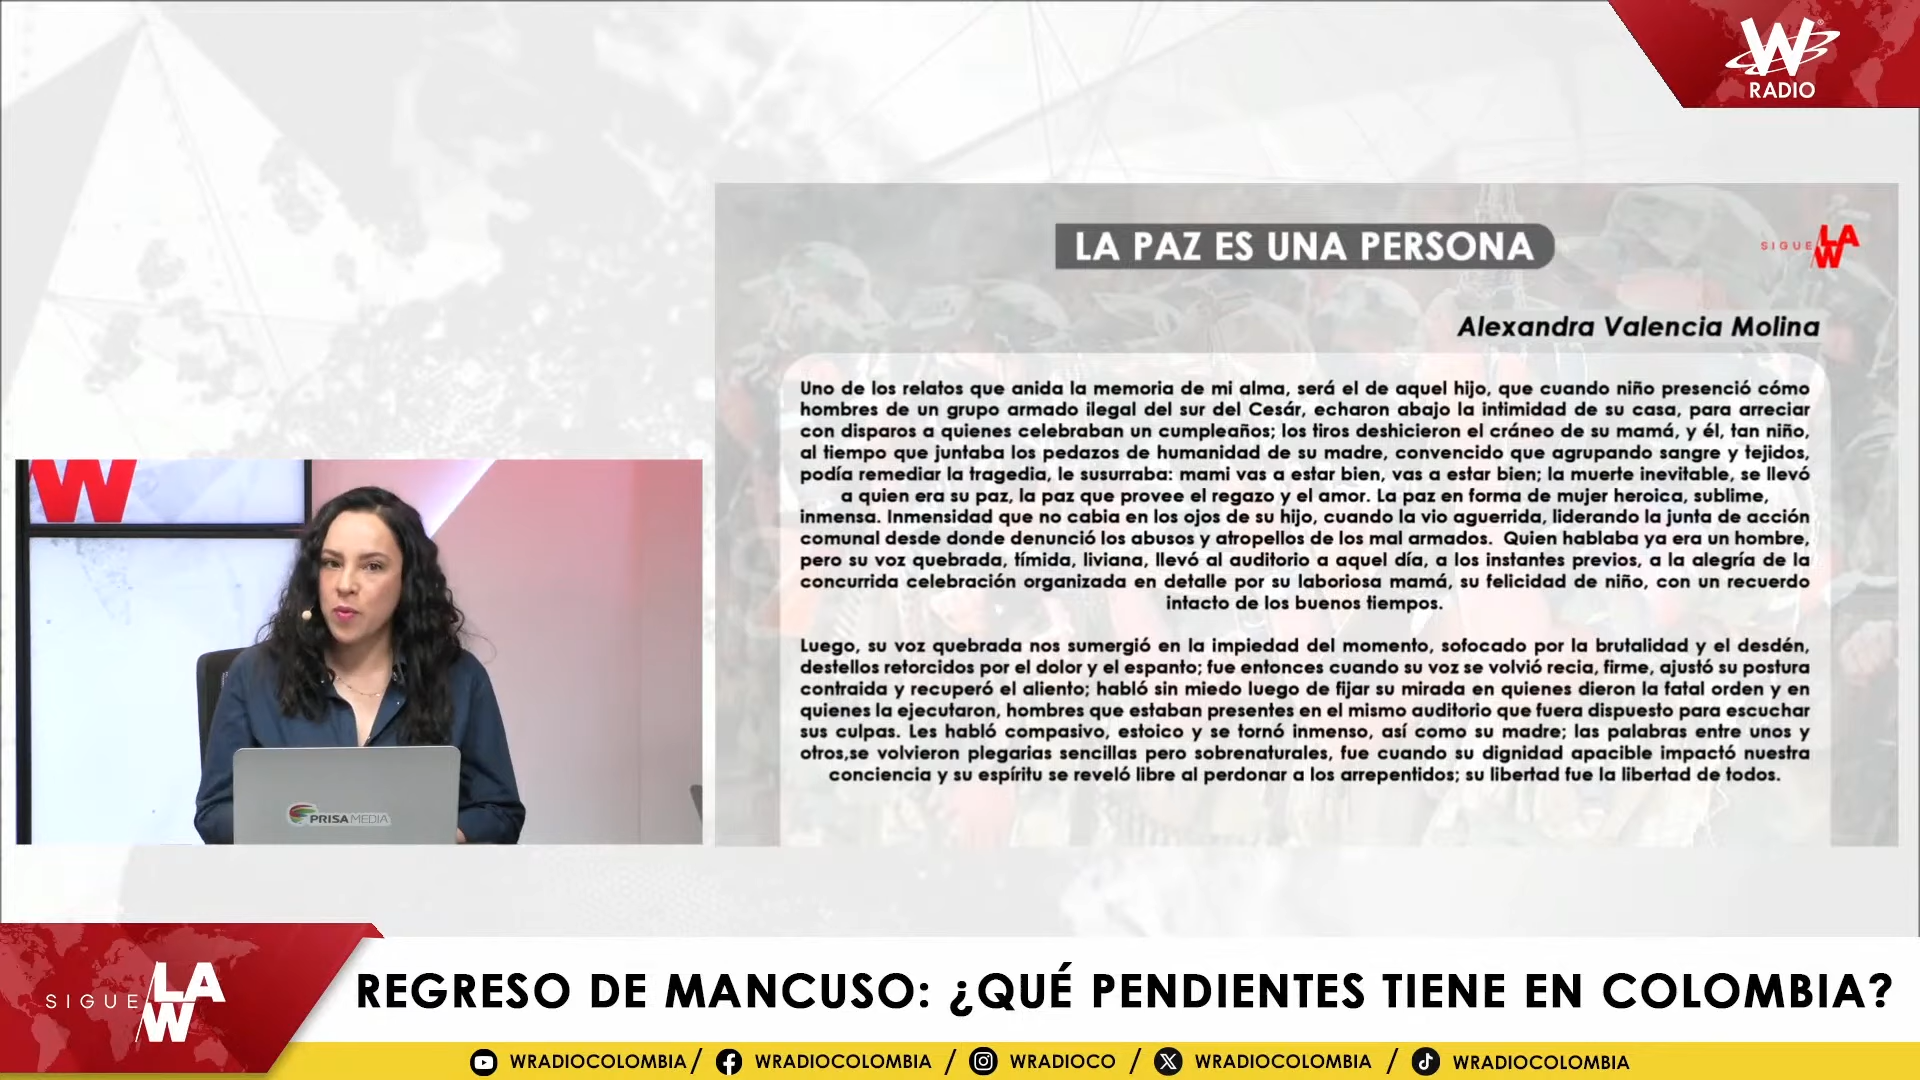 W
RADIO
LA PAZ ES UNA PERSONA
SIGUE LA W
Alexandra Valencia Molina
Uno de los relatos que anida la memoria de mi alma, será el de aquel hijo, que cuando niño presenció cómo
hombres de un grupo armado ilegal del sur del Cesár, echaron abajo la intimidad de su casa, para arreciar
con disparos a quienes celebraban un cumpleaños; los tiros deshicieron el cráneo de su mamá, y él, tan niño,
al tiempo que juntaba los pedazos de humanidad de su madre, convencido que agrupando sangre y tejidos,
podía remediar la tragedia, le susurraba: mami vas a estar bien, vas a estar bien; la muerte inevitable, se llevó
a quien era su paz, la paz que provee el regazo y el amor. La paz en forma de mujer heroica, sublime,
inmensa. Inmensidad que no cabia en los ojos de su hijo, cuando la vio aguerrida, liderando la junta de acción
comunal desde donde denunció los abusos y atropellos de los mal armados. Quien hablaba ya era un hombre,
pero su voz quebrada, tímida, liviana, llevó al auditorio a aquel día, a los instantes previos, a la alegría de la
concurrida celebración organizada en detalle por su laboriosa mamá, su felicidad de niño, con un recuerdo
intacto de los buenos tiempos.
Luego, su voz quebrada nos sumergió en la impiedad del momento, sofocado por la brutalidad y el desdén,
destellos retorcidos por el dolor y el espanto; fue entonces cuando su voz se volvió recia, firme, ajustó su postura
contraida y recuperó el aliento; habló sin miedo luego de fijar su mirada en quienes dieron la fatal orden y en
quienes la ejecutaron, hombres que estaban presentes en el mismo auditorio que fuera dispuesto para escuchar
sus culpas. Les habló compasivo, estoico y se tornó inmenso, así como su madre; las palabras entre unos y
otros,se volvieron plegarias sencillas pero sobrenaturales, fue cuando su dignidad apacible impactó nuestra
conciencia y su espíritu se reveló libre al perdonar a los arrepentidos; su libertad fue la libertad de todos.
W
PRISA MEDIA
SIGUE LA W
REGRESO DE MANCUSO: ¿QUÉ PENDIENTES TIENE EN COLOMBIA?
WRADIOCOLOMBIA / WRADIOCOLOMBIA / WRADIOCO / WRADIOCOLOMBIA / WRADIOCOLOMBIA